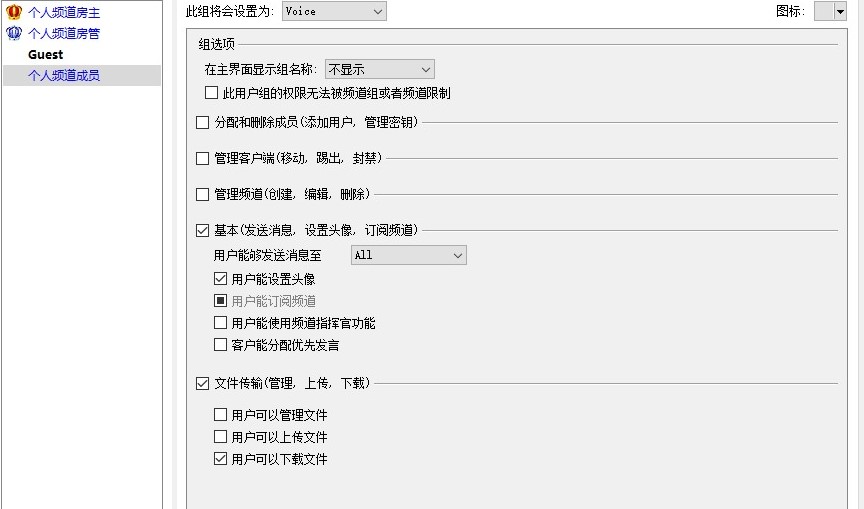 个人频道房主
个人频道房管
Guest
个人频道成员
此组将会设置为: Voice
图标:
组选项
在主界面显示组名称: 不显示
此用户组的权限无法被频道组或者频道限制
分配和删除成员(添加用户, 管理密钥)
管理客户端(移动, 踢出, 封禁)
管理频道(创建, 编辑, 删除)
基本(发送消息, 设置头像, 订阅频道)
用户能够发送消息至 All
用户能设置头像
用户能订阅频道
用户能使用频道指挥官功能
客户能分配优先发言
文件传输(管理, 上传, 下载)
用户可以管理文件
用户可以上传文件
用户可以下载文件